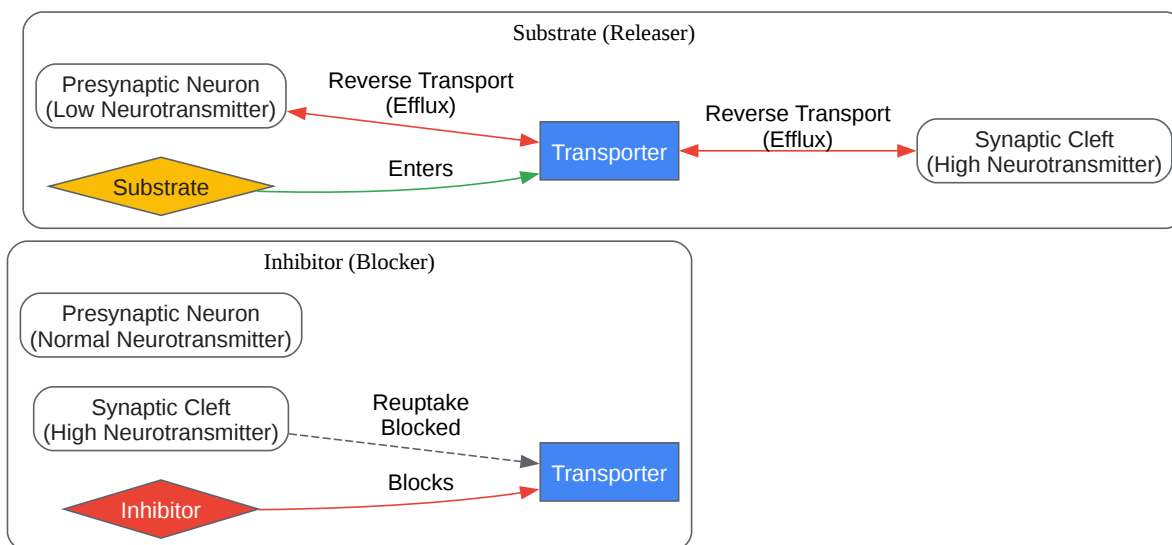 Substrate (Releaser)
Presynaptic Neuron
(Low Neurotransmitter)
Reverse Transport
(Efflux)
Transporter
Reverse Transport
(Efflux)
Synaptic Cleft
(High Neurotransmitter)
Substrate
Enters
Inhibitor (Blocker)
Presynaptic Neuron
(Normal Neurotransmitter)
Synaptic Cleft
(High Neurotransmitter)
Reuptake
Blocked
Transporter
Inhibitor
Blocks